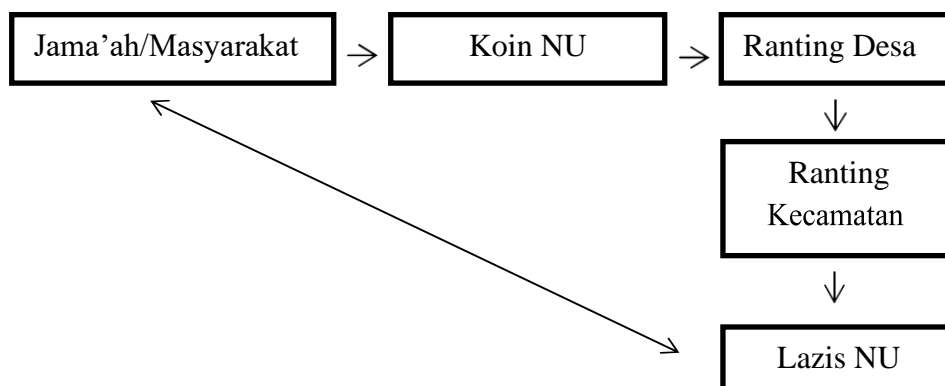 Jama’ah/Masyarakat
Koin NU
Ranting Desa
Ranting
Kecamatan
Lazis NU